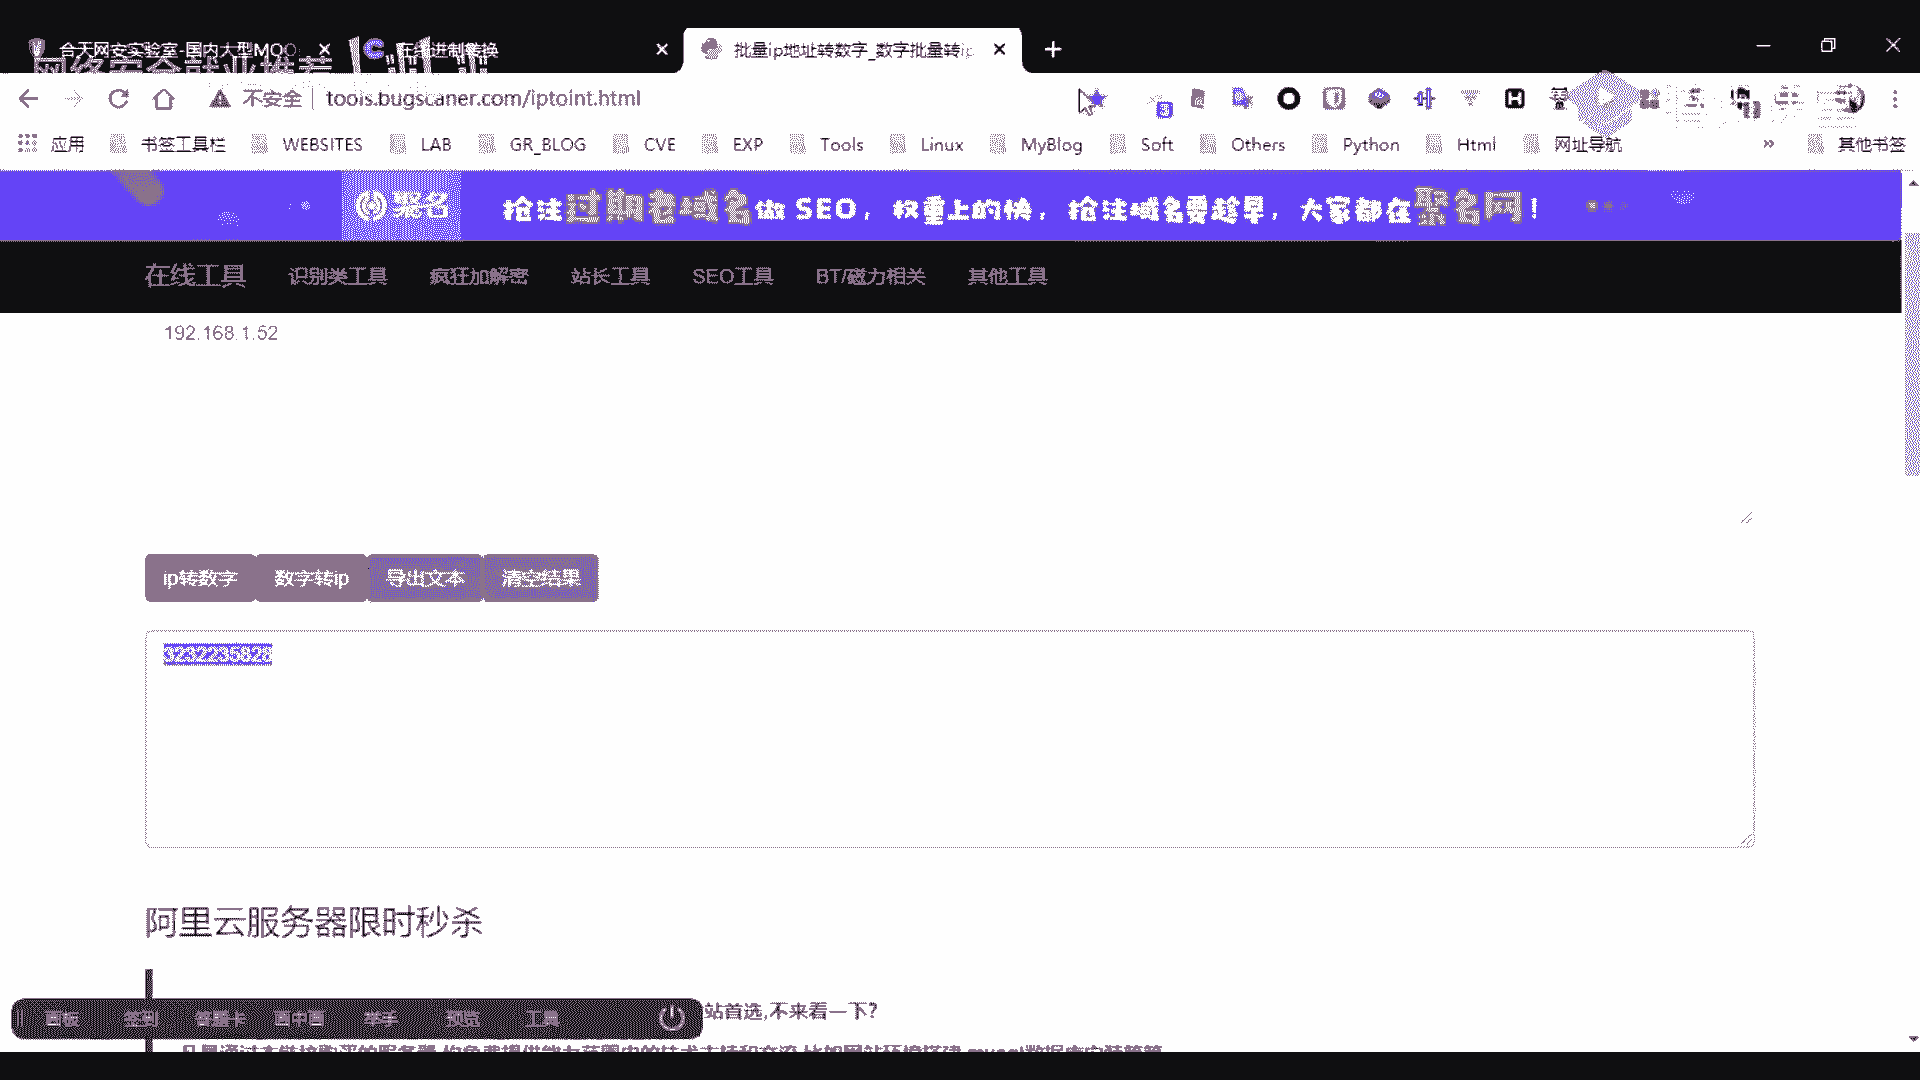 合天网安实验室-国内大型MOO
在线进制转换
批量ip地址转数字_数字批量转ip
不安全
tools.bugscaner.com/iptoint.html
应用
书签工具栏
WEBSITES
LAB
GR_BLOG
CVE
EXP
Tools
Linux
MyBlog
Soft
Others
Python
Html
网址导航
»
其他书签
聚名
抢注过期老域名做 SEO，权重上的快，抢注域名要趁早，大家都在聚名网！
在线工具
识别类工具
疯狂加解密
站长工具
SEO工具
BT/磁力相关
其他工具
192.168.1.52
ip转数字
数字转ip
导出文本
清空结果
3232235828
阿里云服务器限时秒杀
站首选,不来看一下?
画板
签到
答题卡
画中画
举手
预览
工具